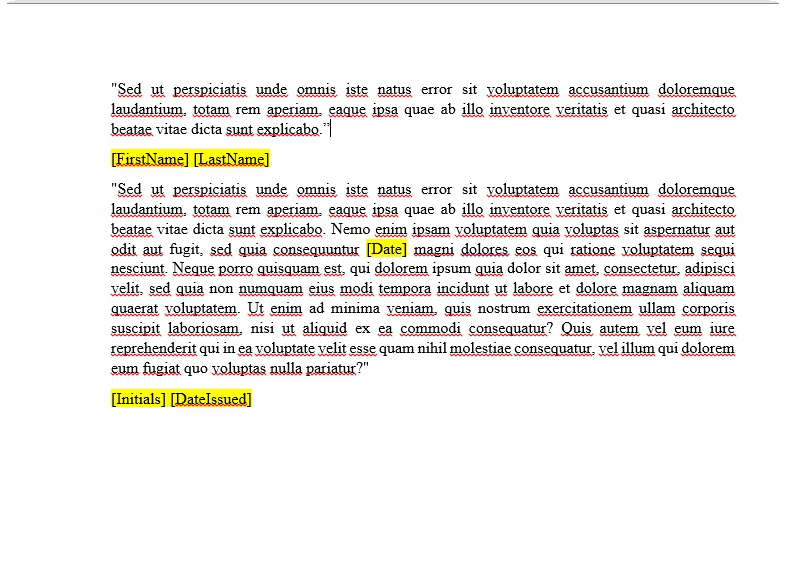 "Sed ut perspiciatis unde omnis iste natus error sit voluptatem accusantium doloremque
laudantium, totam rem aperiam, eaque ipsa quae ab illo inventore veritatis et quasi architecto
beatae vitae dicta sunt explicabo.”
[FirstName] [LastName]
"Sed ut perspiciatis unde omnis iste natus error sit voluptatem accusantium doloremque
laudantium, totam rem aperiam, eaque ipsa quae ab illo inventore veritatis et quasi architecto
beatae vitae dicta sunt explicabo. Nemo enim ipsam voluptatem quia voluptas sit aspernatur aut
odit aut fugit, sed quia consequuntur [Date] magni dolores eos qui ratione voluptatem sequi
nesciunt. Neque porro quisquam est, qui dolorem ipsum quia dolor sit amet, consectetur, adipisci
velit, sed quia non numquam eius modi tempora incidunt ut labore et dolore magnam aliquam
quaerat voluptatem. Ut enim ad minima veniam, quis nostrum exercitationem ullam corporis
suscipit laboriosam, nisi ut aliquid ex ea commodi consequatur? Quis autem vel eum iure
reprehenderit qui in ea voluptate velit esse quam nihil molestiae consequatur, vel illum qui dolorem
eum fugiat quo voluptas nulla pariatur?"
[Initials] [DateIssued]